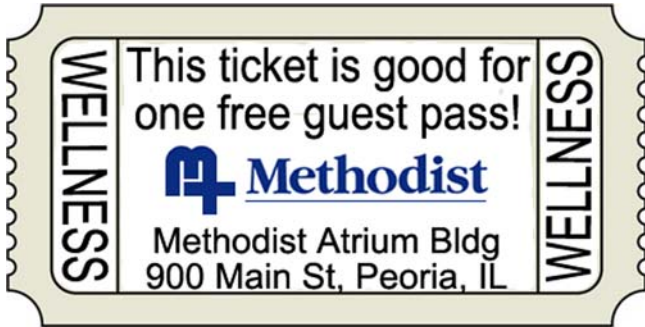 WELLNESS
This ticket is good for
one free guest pass!
Methodist
Methodist Atrium Bldg
900 Main St, Peoria, IL
WELLNESS